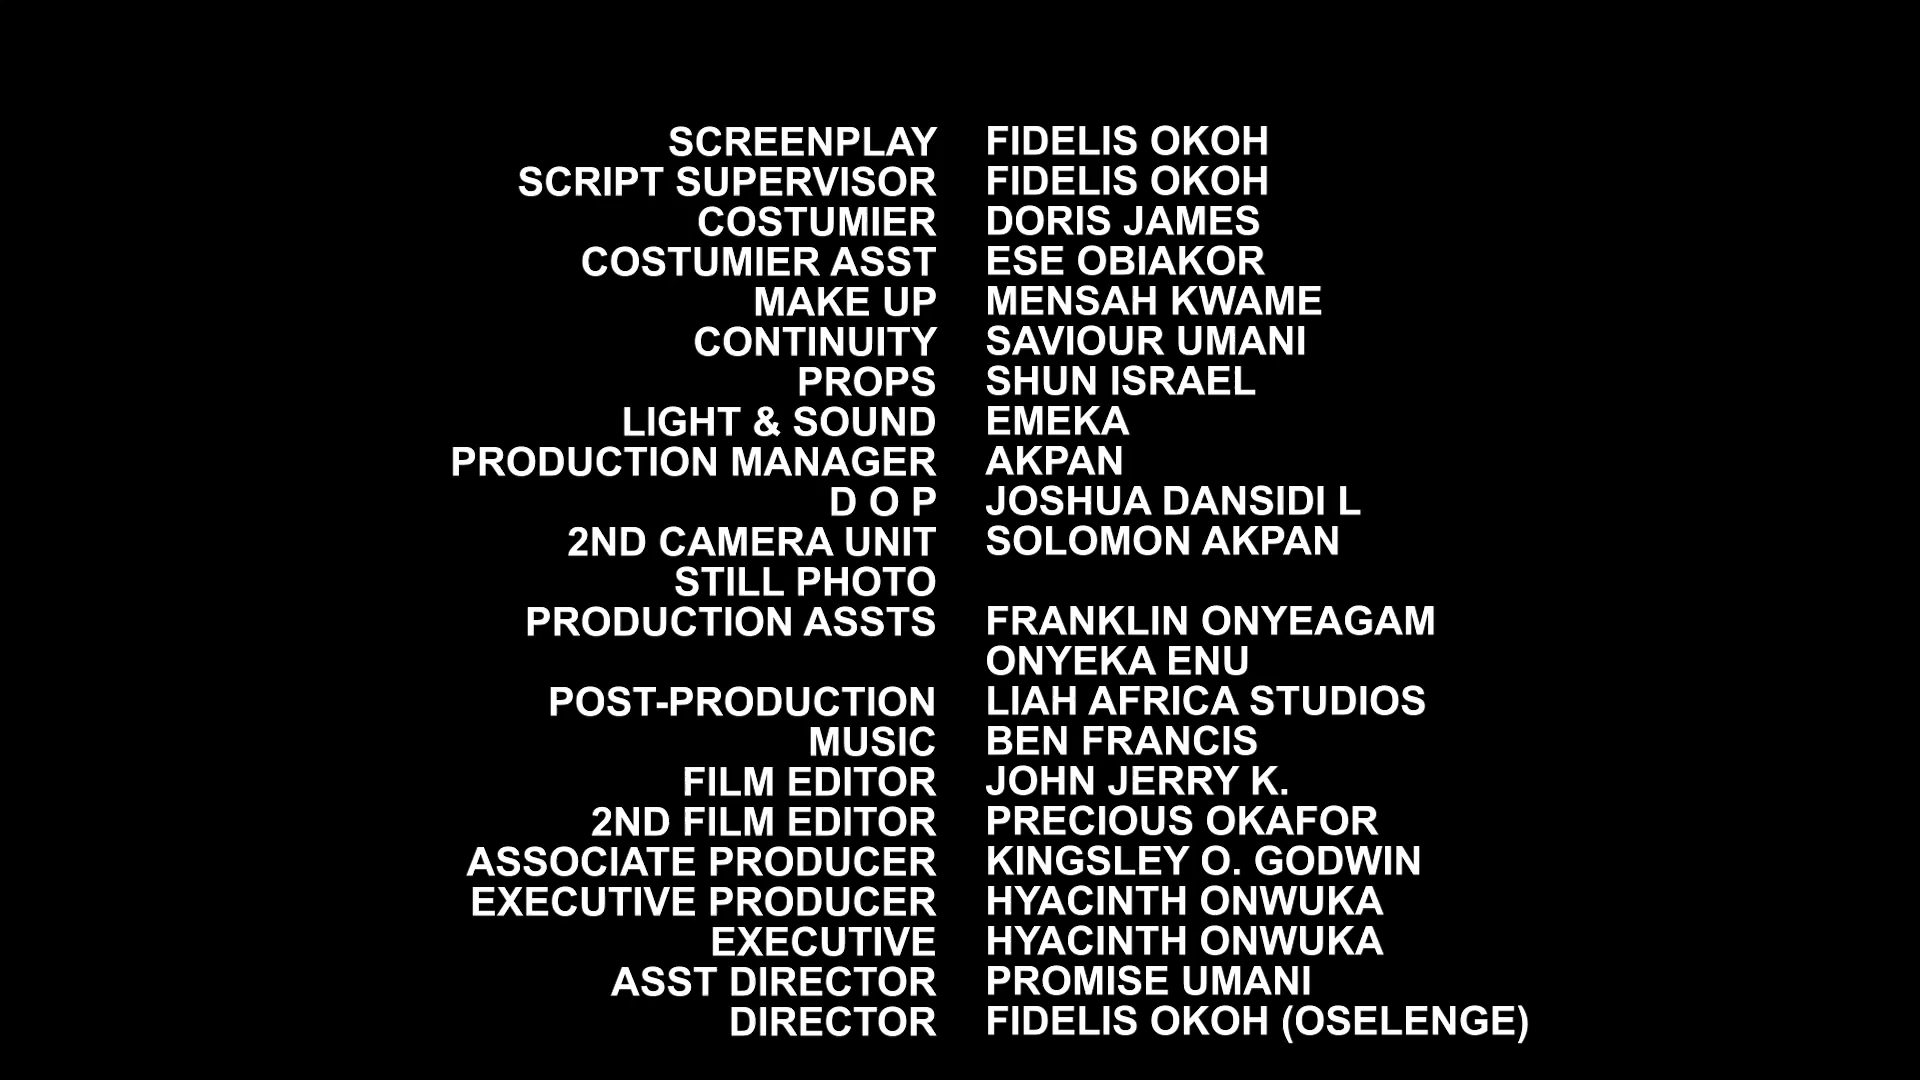 SCREENPLAY FIDELIS OKOH
SCRIPT SUPERVISOR FIDELIS OKOH
COSTUMIER DORIS JAMES
COSTUMIER ASST ESE OBIAKOR
MAKE UP MENSAH KWAME
CONTINUITY SAVIOUR UMANI
PROPS SHUN ISRAEL
LIGHT & SOUND EMEKA
PRODUCTION MANAGER AKPAN
D O P JOSHUA DANSIDI L
2ND CAMERA UNIT SOLOMON AKPAN
STILL PHOTO
PRODUCTION ASSTS FRANKLIN ONYEAGAM
ONYEKA ENU
POST-PRODUCTION LIAH AFRICA STUDIOS
MUSIC BEN FRANCIS
FILM EDITOR JOHN JERRY K.
2ND FILM EDITOR PRECIOUS OKAFOR
ASSOCIATE PRODUCER KINGSLEY O. GODWIN
EXECUTIVE PRODUCER HYACINTH ONWUKA
EXECUTIVE HYACINTH ONWUKA
ASST DIRECTOR PROMISE UMANI
DIRECTOR FIDELIS OKOH (OSELENGE)